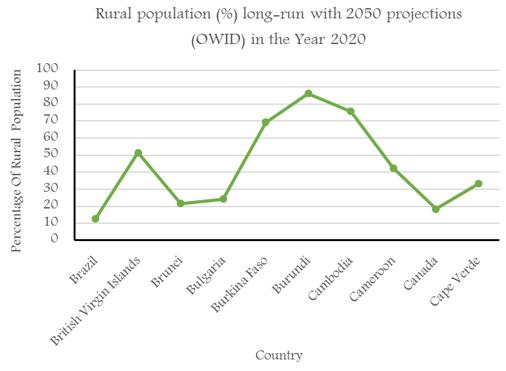 Rural population (%) long-run with 2050 projections
(OWID) in the Year 2020
Percentage Of Rural Population
100
90
80
70
60
50
40
30
20
10
0
Brazil
British Virgin Islands
Brunei
Bulgaria
Burkina Faso
Burundi
Cambodia
Cameroon
Canada
Cape Verde
Country